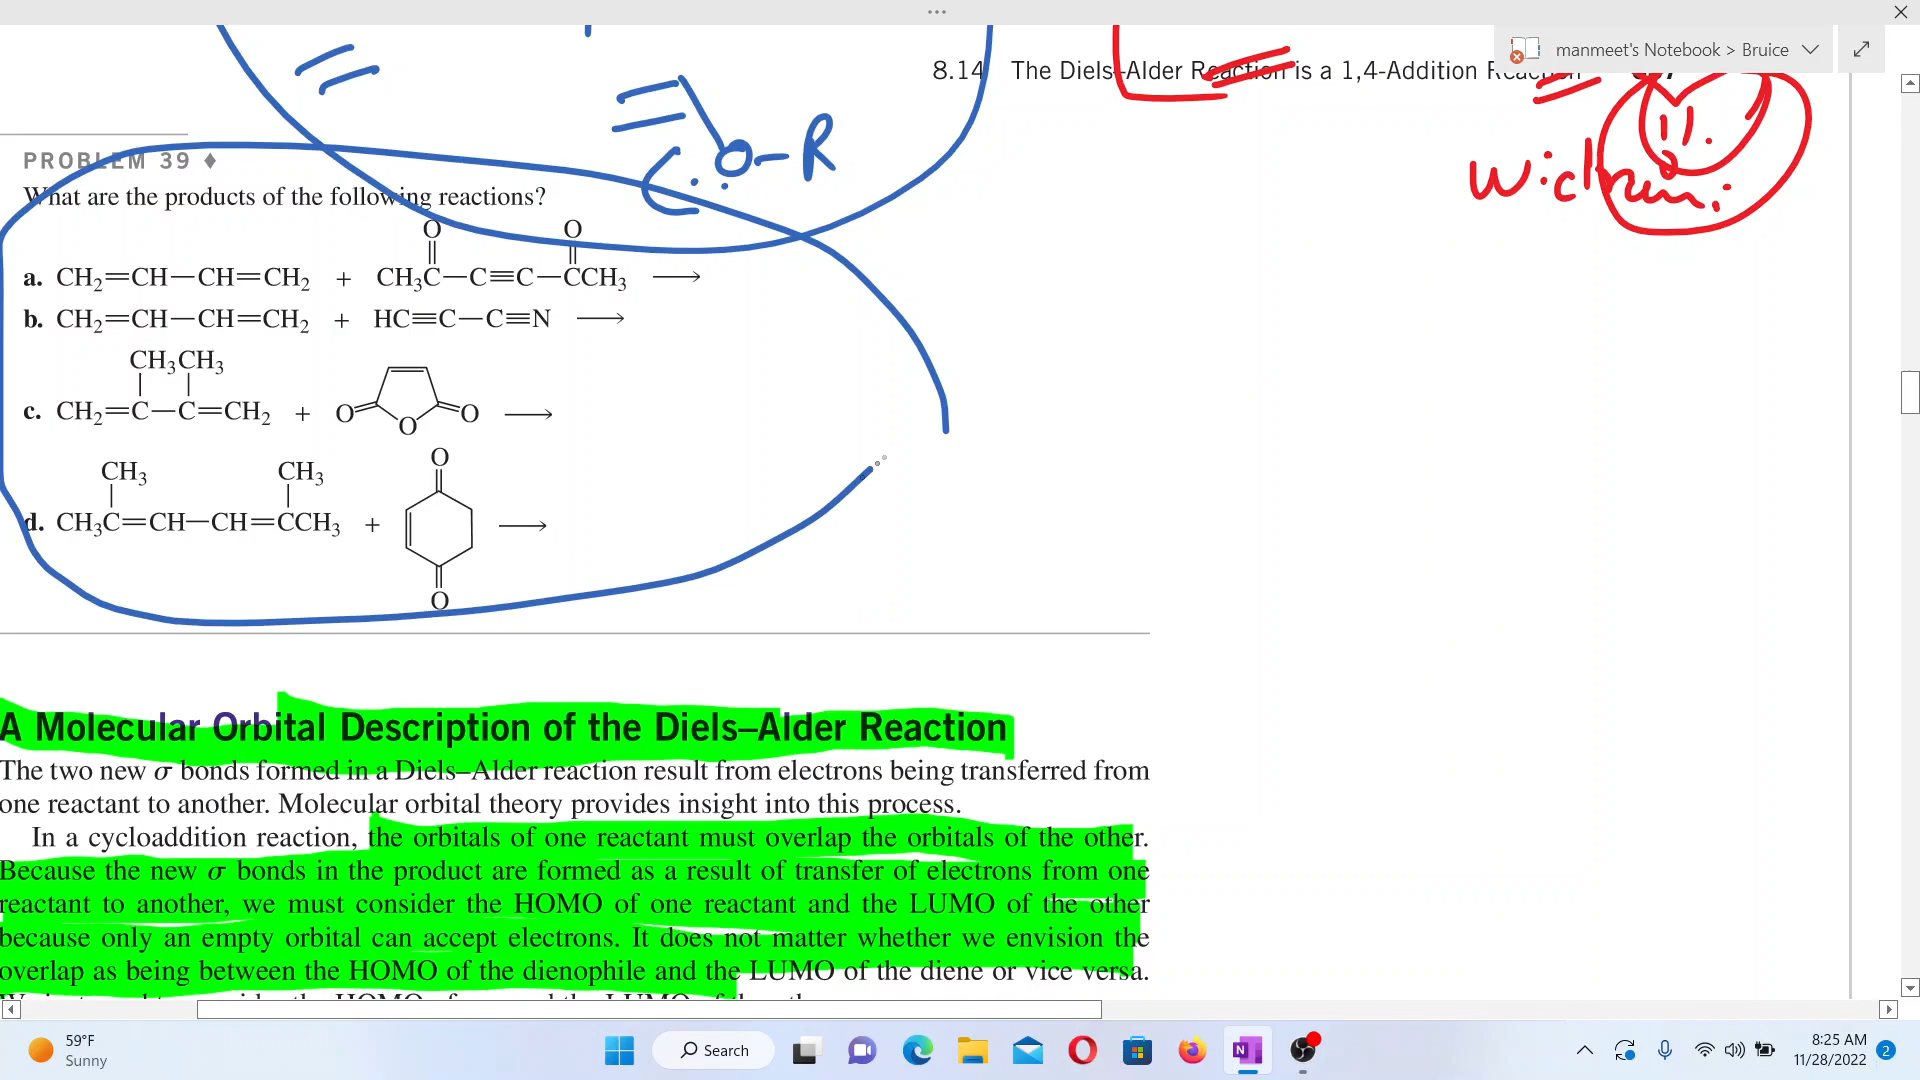 manmeet's Notebook > Bruice
8.14 The Diels–Alder Reaction is a 1,4-Addition Reaction
O–R
PROBLEM 39 ♦
What are the products of the following reactions?
O O
a. CH₂=CH—CH=CH₂ + CH₃C—C≡C—CCH₃ ⟶
b. CH₂=CH—CH=CH₂ + HC≡C—C≡N ⟶
CH₃CH₃
c. CH₂=C—C=CH₂ + O O O ⟶
CH₃ CH₃ O
d. CH₃C=CH—CH=CCH₃ + ⟶
O
A Molecular Orbital Description of the Diels–Alder Reaction
The two new σ bonds formed in a Diels–Alder reaction result from electrons being transferred from
one reactant to another. Molecular orbital theory provides insight into this process.
In a cycloaddition reaction, the orbitals of one reactant must overlap the orbitals of the other.
Because the new σ bonds in the product are formed as a result of transfer of electrons from one
reactant to another, we must consider the HOMO of one reactant and the LUMO of the other
because only an empty orbital can accept electrons. It does not matter whether we envision the
overlap as being between the HOMO of the dienophile and the LUMO of the diene or vice versa.
59°F
Sunny
Search
8:25 AM
11/28/2022
2